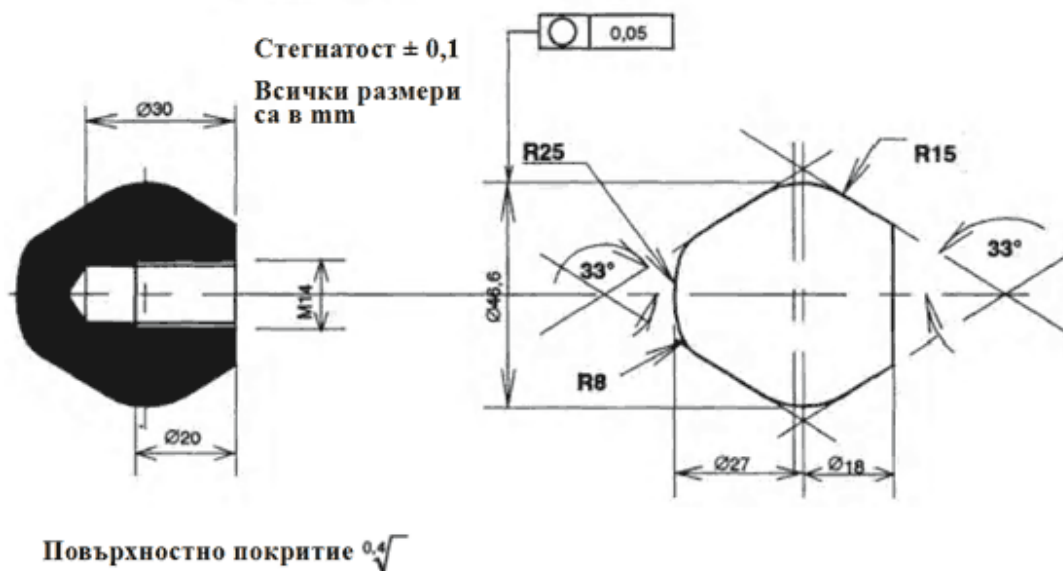 0,05
Стегнатост ± 0,1
Всички размери
са в mm
Ø30
R25
R15
33°
33°
M14
Ø46,6
R8
Ø20
Ø27
Ø18
Повърхностно покритие 0,4√